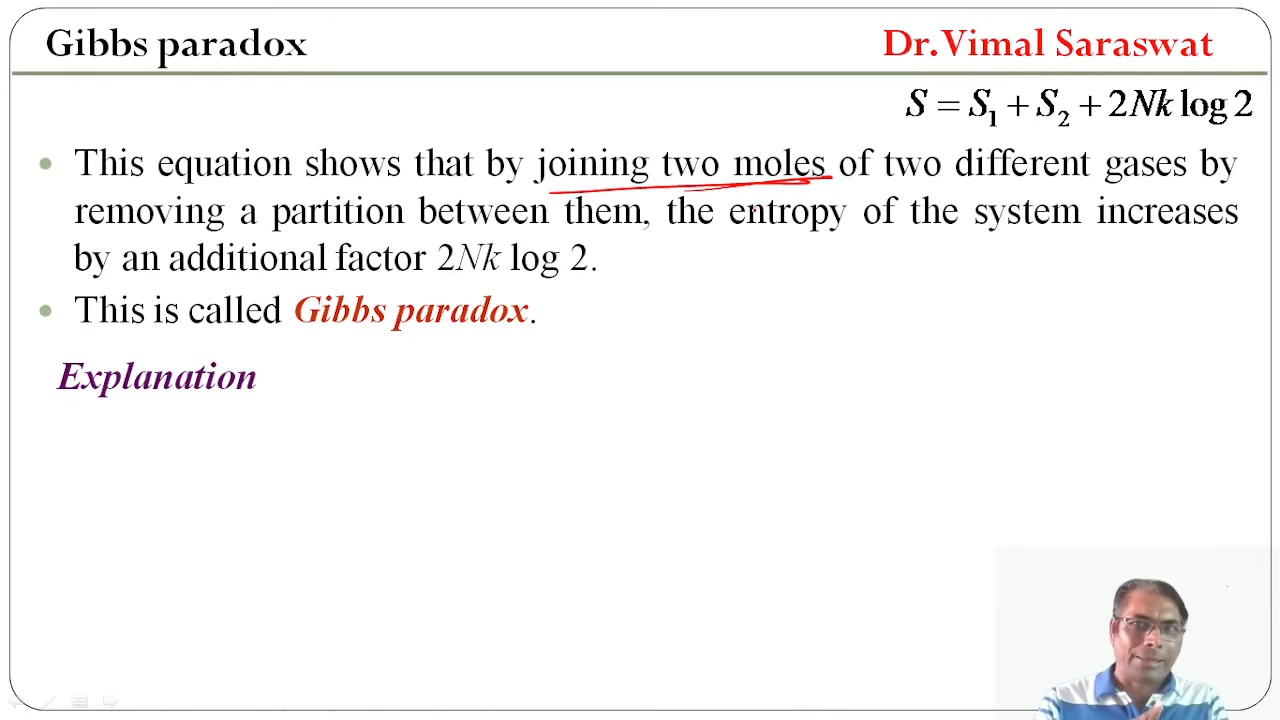 Gibbs paradox
Dr.Vimal Saraswat
S = S₁ + S₂ + 2Nk log 2
• This equation shows that by joining two moles of two different gases by
removing a partition between them, the entropy of the system increases
by an additional factor 2Nk log 2.
• This is called Gibbs paradox.
Explanation